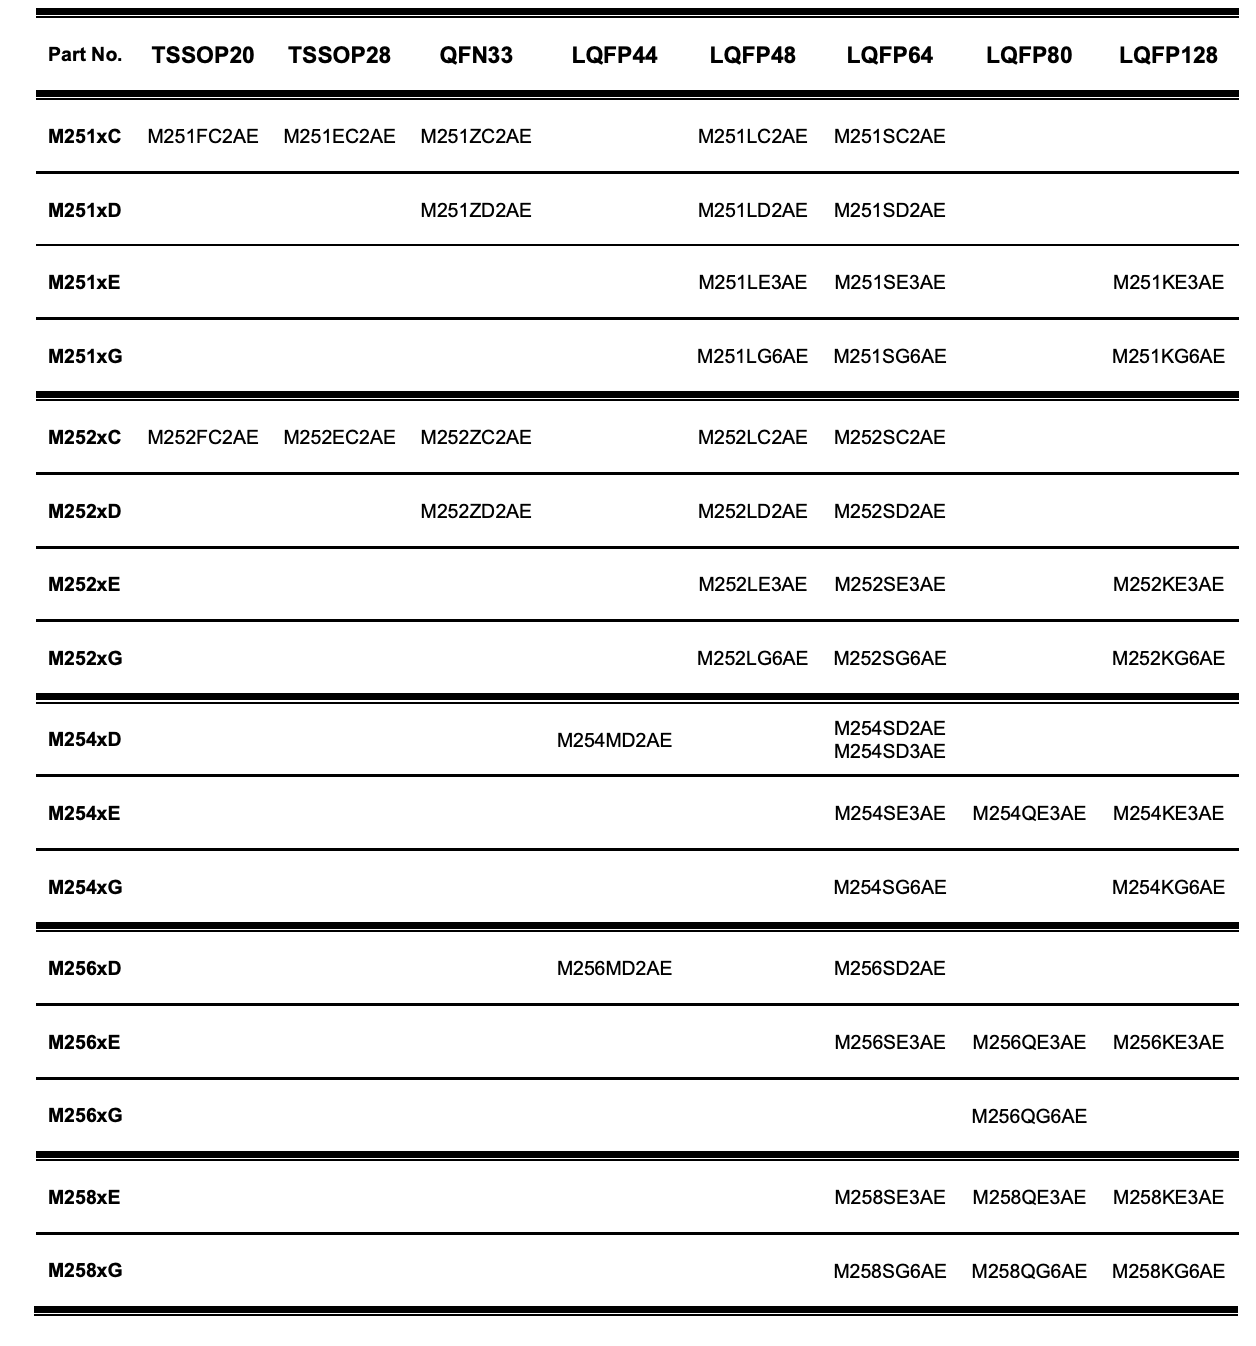 Part No. TSSOP20 TSSOP28 QFN33 LQFP44 LQFP48 LQFP64 LQFP80 LQFP128
M251xC M251FC2AE M251EC2AE M251ZC2AE M251LC2AE M251SC2AE
M251xD M251ZD2AE M251LD2AE M251SD2AE
M251xE M251LE3AE M251SE3AE M251KE3AE
M251xG M251LG6AE M251SG6AE M251KG6AE
M252xC M252FC2AE M252EC2AE M252ZC2AE M252LC2AE M252SC2AE
M252xD M252ZD2AE M252LD2AE M252SD2AE
M252xE M252LE3AE M252SE3AE M252KE3AE
M252xG M252LG6AE M252SG6AE M252KG6AE
M254xD M254MD2AE M254SD2AE
M254SD3AE
M254xE M254SE3AE M254QE3AE M254KE3AE
M254xG M254SG6AE M254KG6AE
M256xD M256MD2AE M256SD2AE
M256xE M256SE3AE M256QE3AE M256KE3AE
M256xG M256QG6AE
M258xE M258SE3AE M258QE3AE M258KE3AE
M258xG M258SG6AE M258QG6AE M258KG6AE